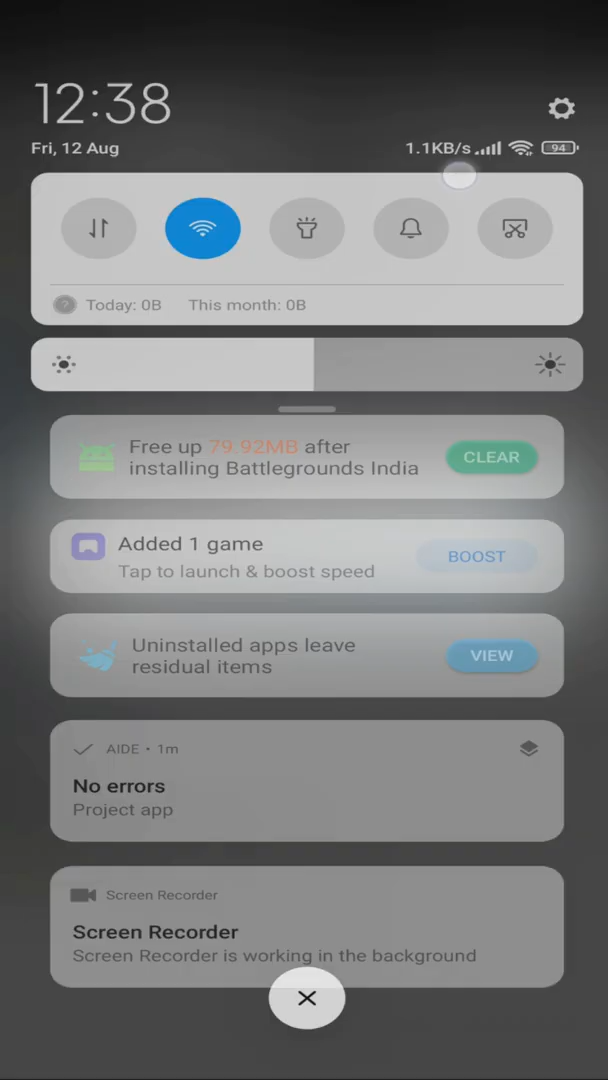 12:38
Fri, 12 Aug
1.1KB/s
94
Today: 0B This month: 0B
Free up 79.92MB after
installing Battlegrounds India
CLEAR
Added 1 game
Tap to launch & boost speed
BOOST
Uninstalled apps leave
residual items
VIEW
AIDE • 1m
No errors
Project app
Screen Recorder
Screen Recorder
Screen Recorder is working in the background